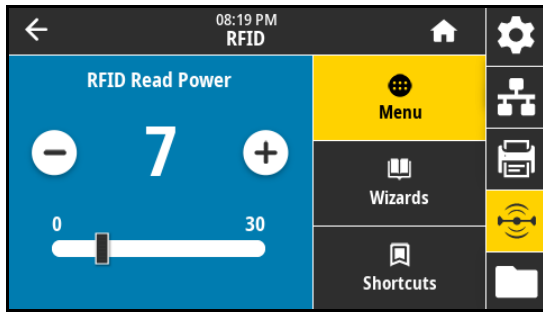 08:19 PM
RFID
RFID Read Power
7
0 30
Menu
Wizards
Shortcuts